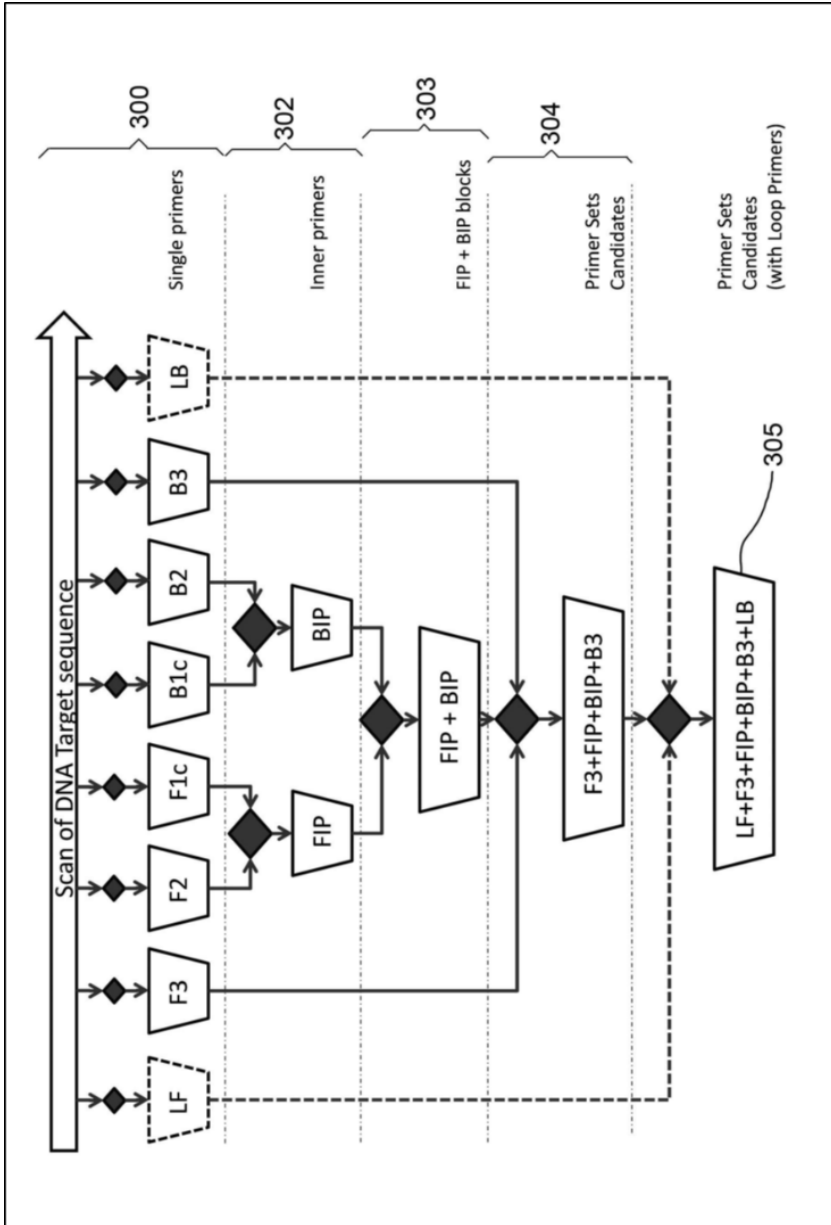 Scan of DNA Target sequence
LF
F3
F2
F1c
B1c
B2
B3
LB
Single primers
300
FIP
BIP
Inner primers
302
FIP + BIP
FIP + BIP blocks
303
F3+FIP+BIP+B3
Primer Sets
Candidates
304
LF+F3+FIP+BIP+B3+LB
305
Primer Sets
Candidates
(with Loop Primers)